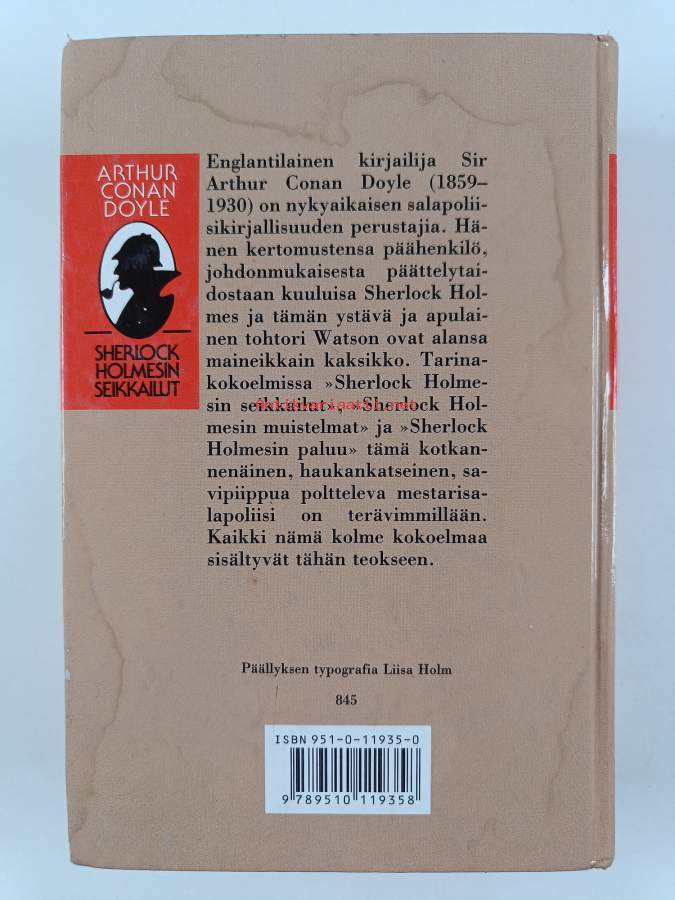 ARTHUR
CONAN
DOYLE
SHERLOCK
HOLMESIN
SEIKKAILUT
Englantilainen kirjailija Sir
Arthur Conan Doyle (1859–
1930) on nykyaikaisen salapolii-
sikirjallisuuden perustajia. Hä-
nen kertomustensa päähenkilö,
johdonmukaisesta päättelytai-
dostaan kuuluisa Sherlock Hol-
mes ja tämän ystävä ja apulai-
nen tohtori Watson ovat alansa
maineikkain kaksikko. Tarina-
kokoelmissa »Sherlock Holme-
sin seikkailut», »Sherlock Hol-
mesin muistelmat» ja »Sherlock
Holmesin paluu» tämä kotkan-
nenäinen, haukankatseinen, sa-
vipiippua poltteleva mestarisa-
lapoliisi on terävimmillään.
Kaikki nämä kolme kokoelmaa
sisältyvät tähän teokseen.
Antikvariaatti.net
Päällyksen typografia Liisa Holm
845
ISBN 951-0-11935-0
9 789510 119358